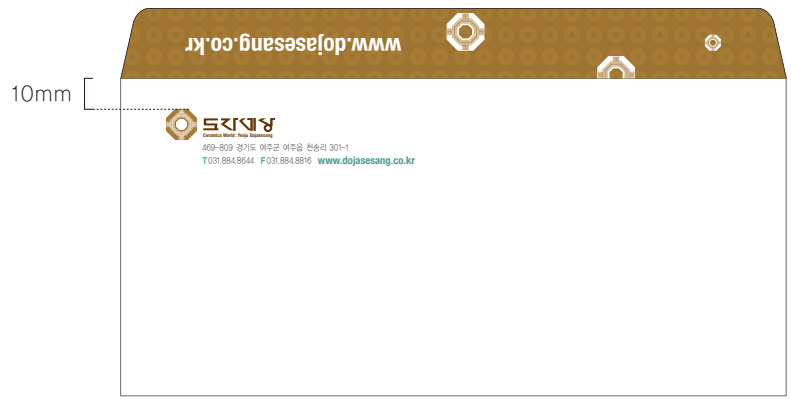 www.dojasesang.co.kr
10mm
도자세상
Ceramics World : Yeoju Dojasesang
469-809 경기도 여주군 여주읍 천송리 301-1
T 031.884.8644 F 031.884.8816 www.dojasesang.co.kr